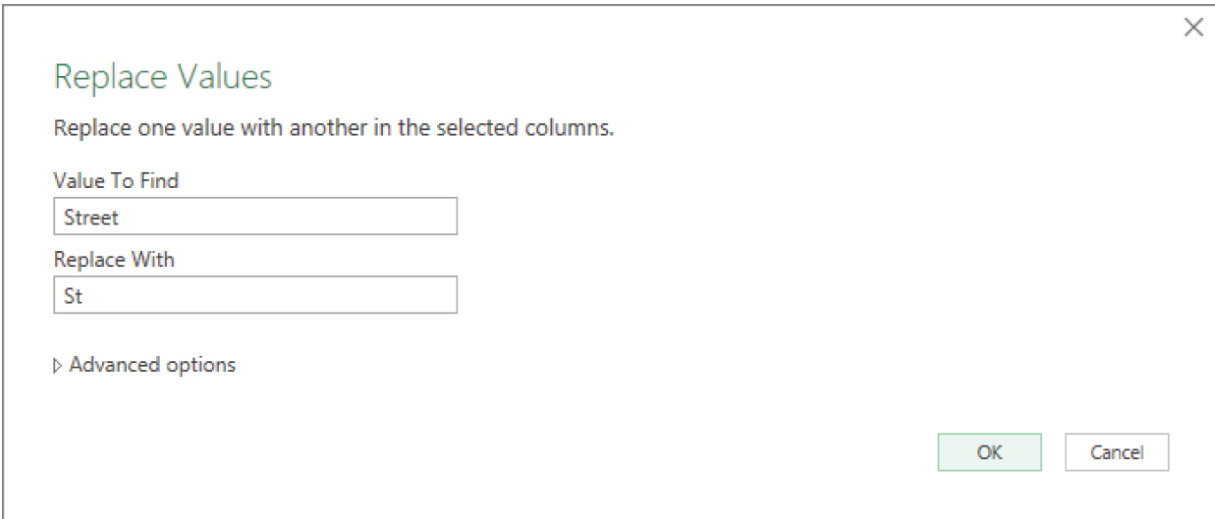 Replace Values
Replace one value with another in the selected columns.
Value To Find
Street
Replace With
St
Advanced options
OK Cancel